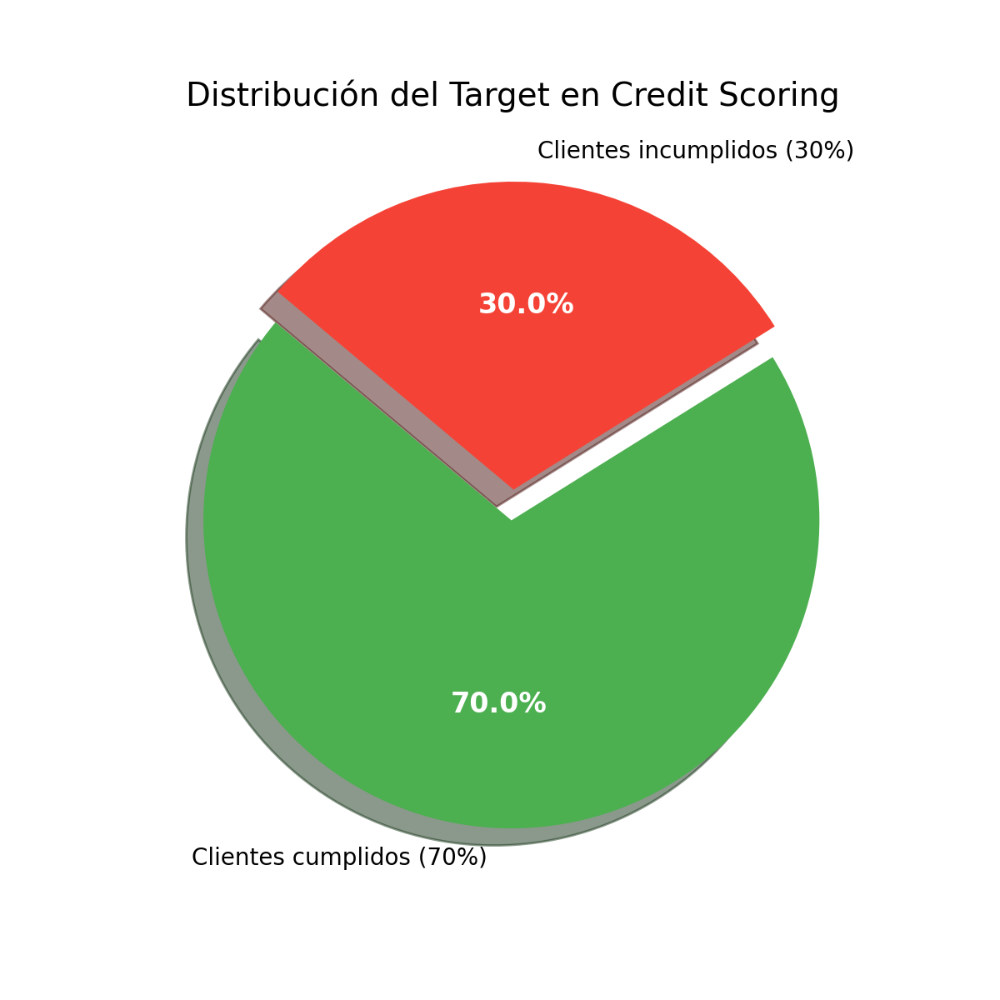 Distribución del Target en Credit Scoring
Clientes incumplidos (30%)
30.0%
70.0%
Clientes cumplidos (70%)